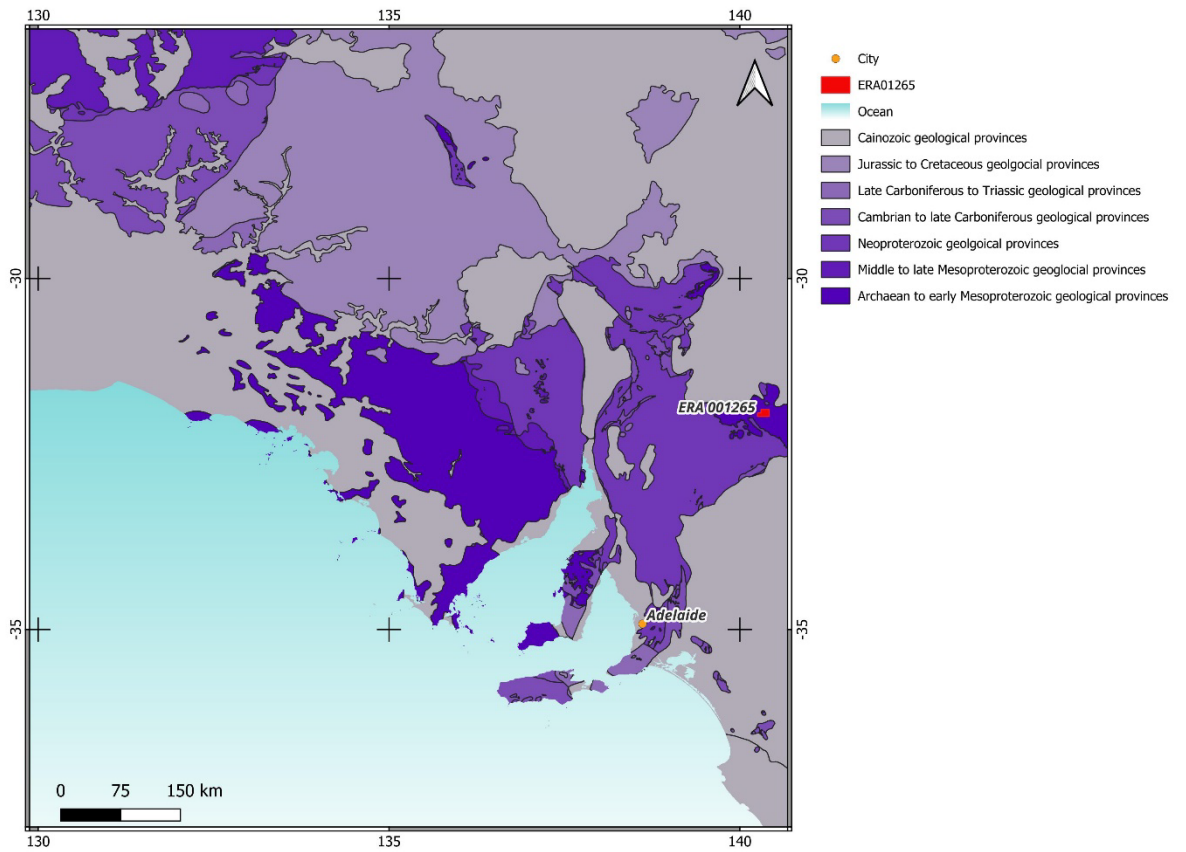 130 135 140
City
ERA01265
Ocean
Cainozoic geological provinces
Jurassic to Cretaceous geolgocial provinces
Late Carboniferous to Triassic geological provinces
Cambrian to late Carboniferous geological provinces
Neoproterozoic geolgoical provinces
Middle to late Mesoproterozoic geoglocial provinces
Archaean to early Mesoproterozoic geological provinces
-30 -30
ERA 001265
Adelaide
-35 -35
0 75 150 km
130 135 140